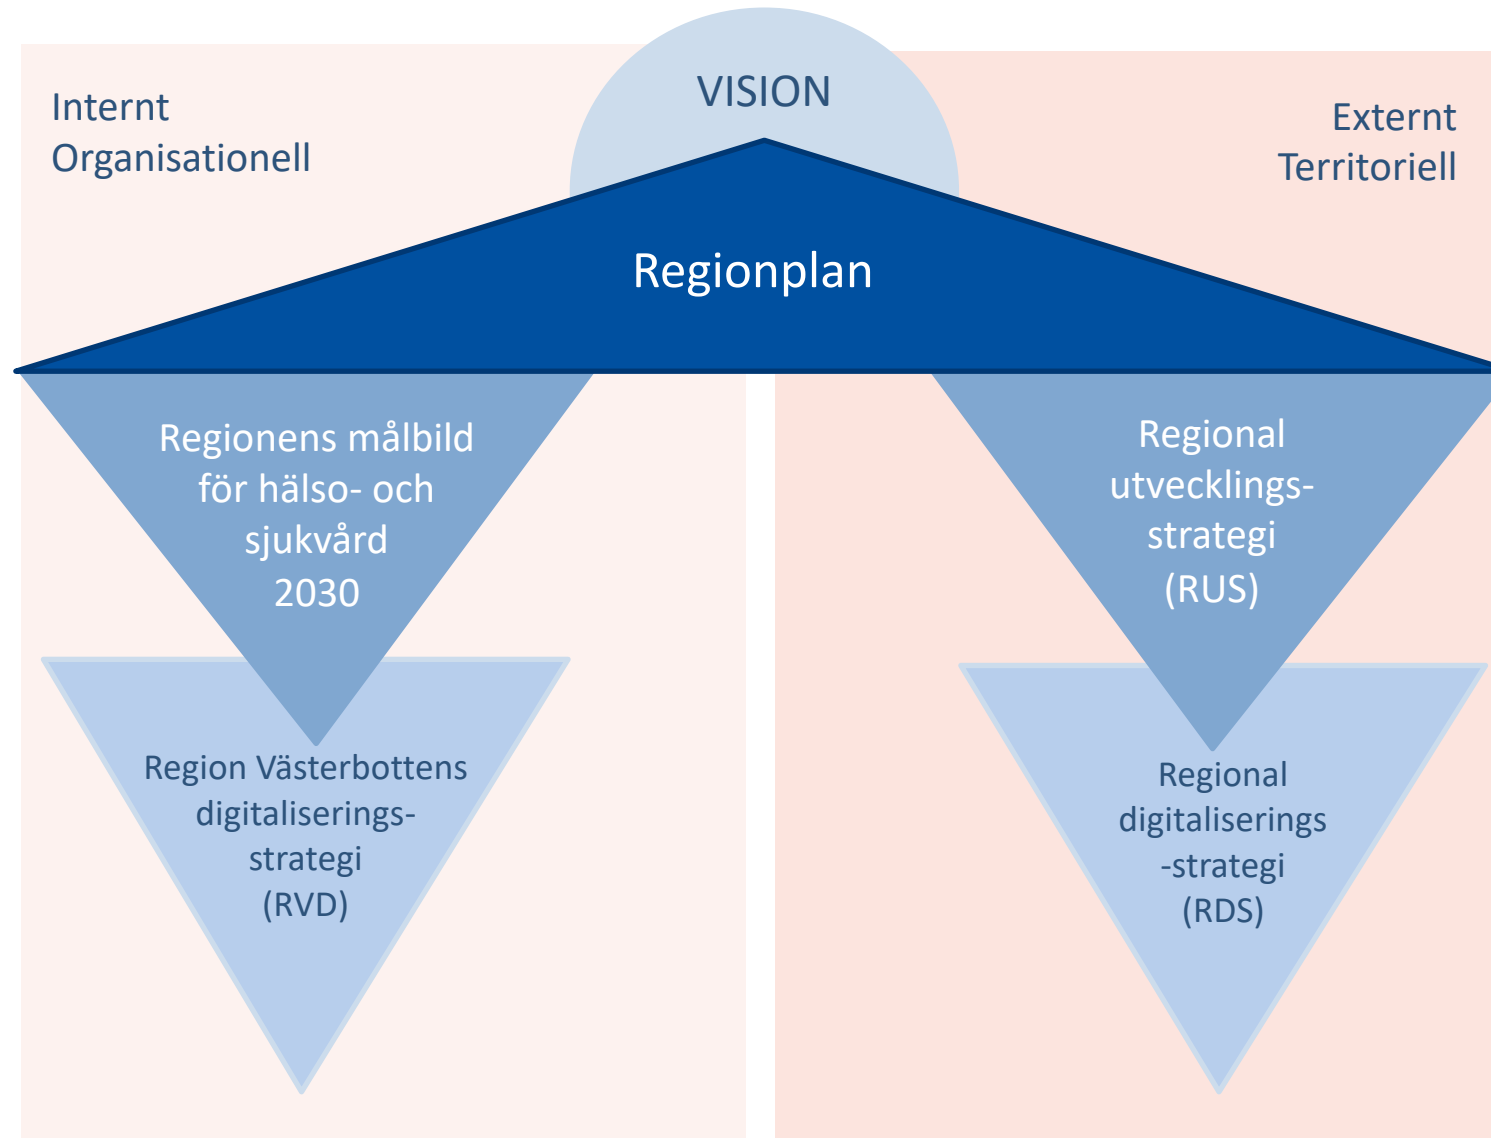 VISION
Internt
Organisationell
Externt
Territoriell
Regionplan
Regionens målbild
för hälso- och
sjukvård
2030
Regional
utvecklings-
strategi
(RUS)
Region Västerbottens
digitaliserings-
strategi
(RVD)
Regional
digitaliserings
-strategi
(RDS)